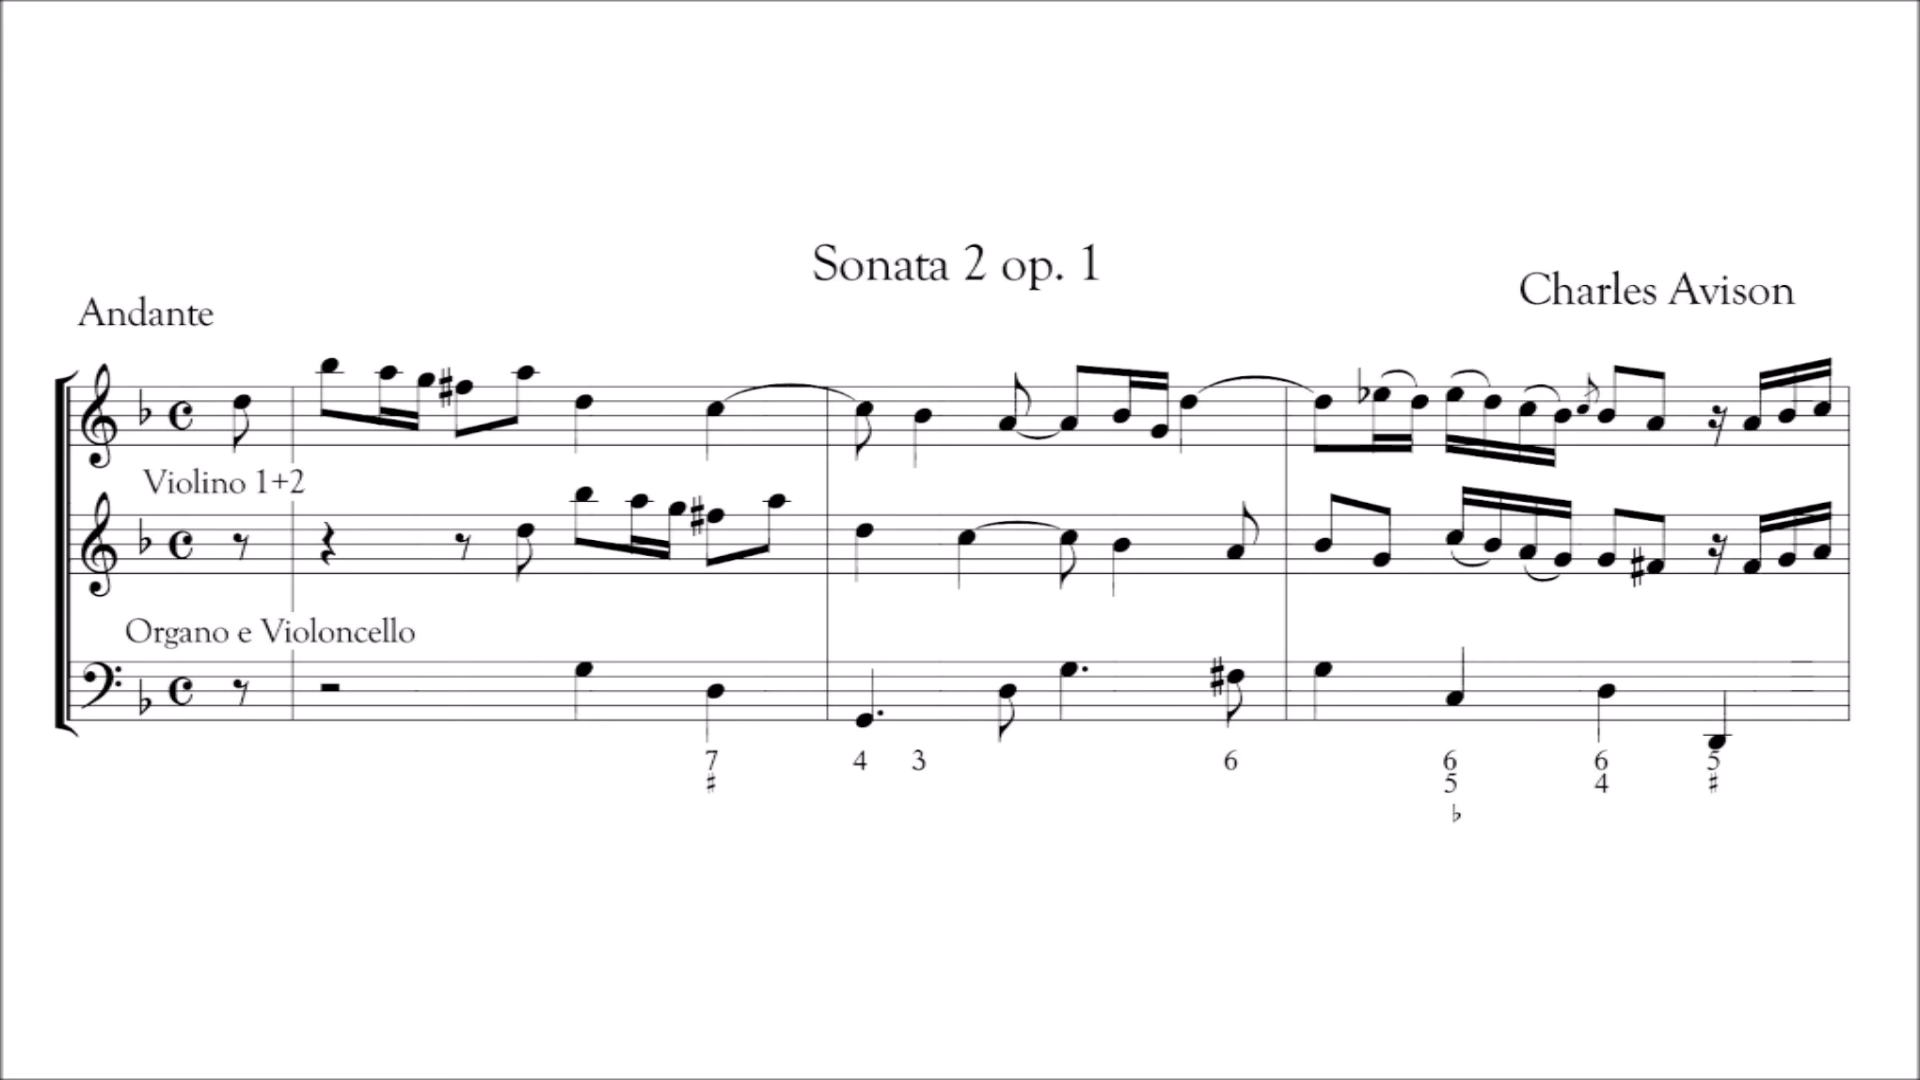 Sonata 2 op. 1
Charles Avison
Andante
Violino 1+2
Organo e Violoncello
7 4 3 6 6 6 5
♯ 5 4 ♯
♭